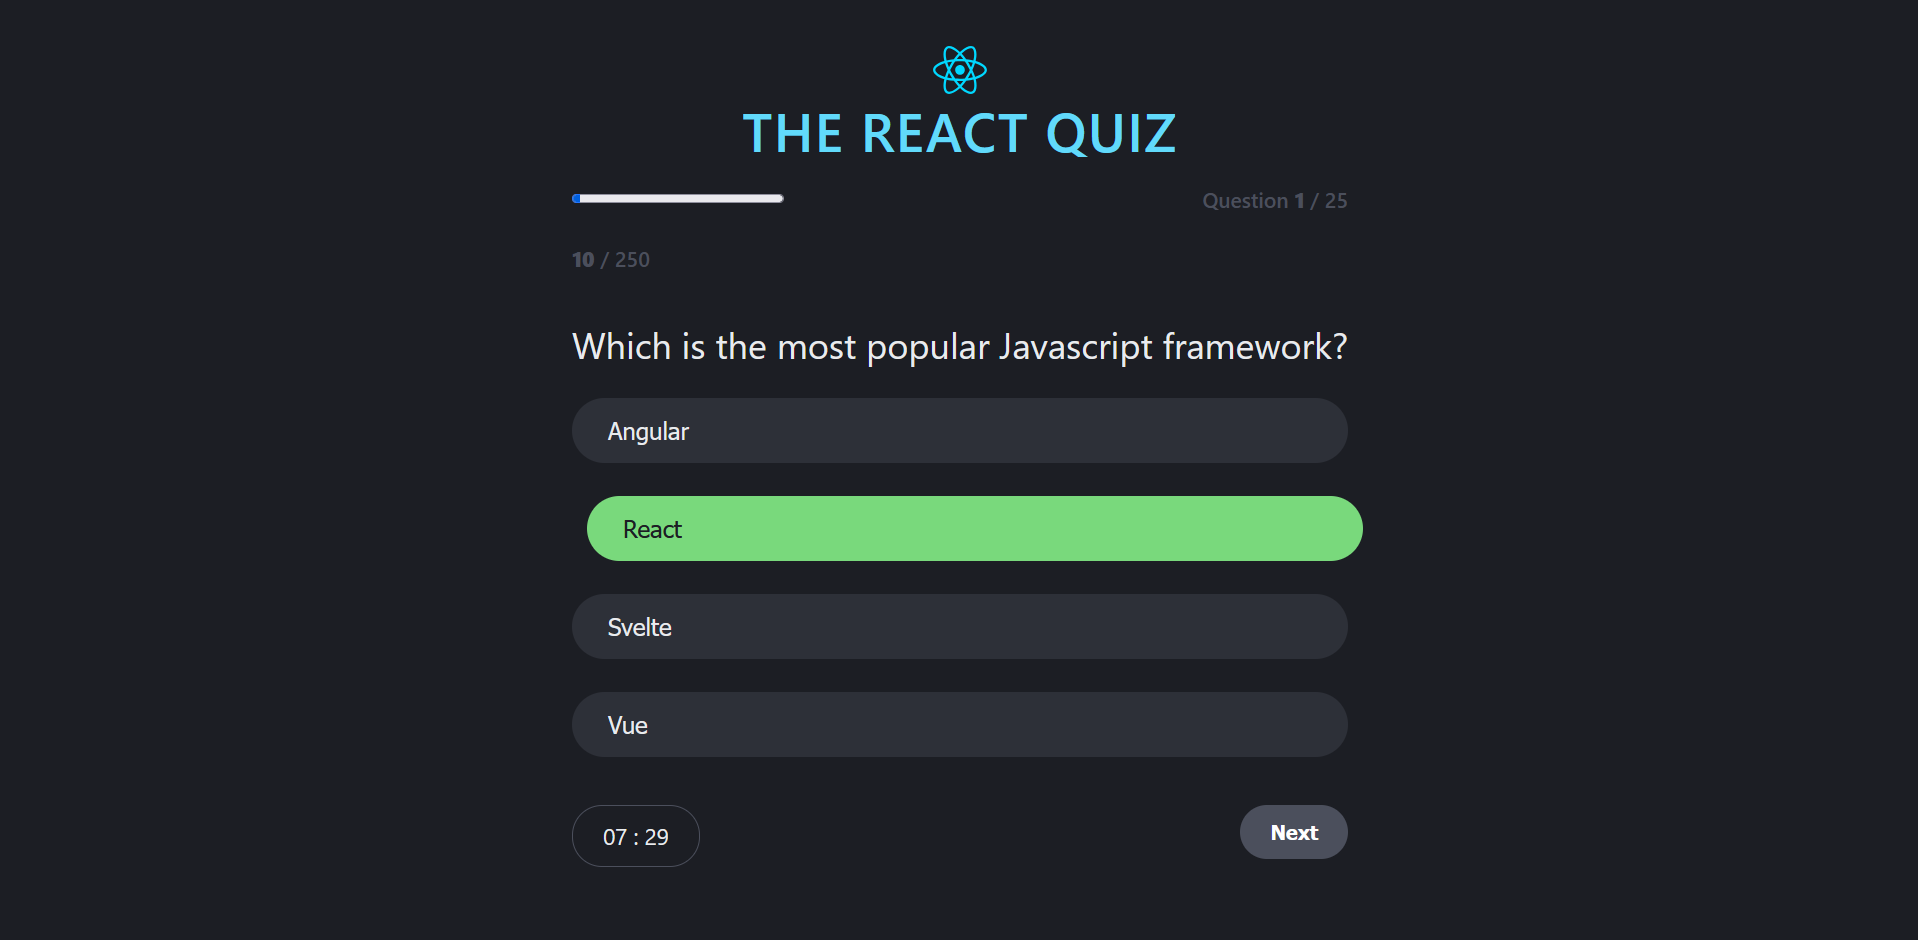 THE REACT QUIZ
Question 1 / 25
10 / 250
Which is the most popular Javascript framework?
Angular
React
Svelte
Vue
07 : 29
Next